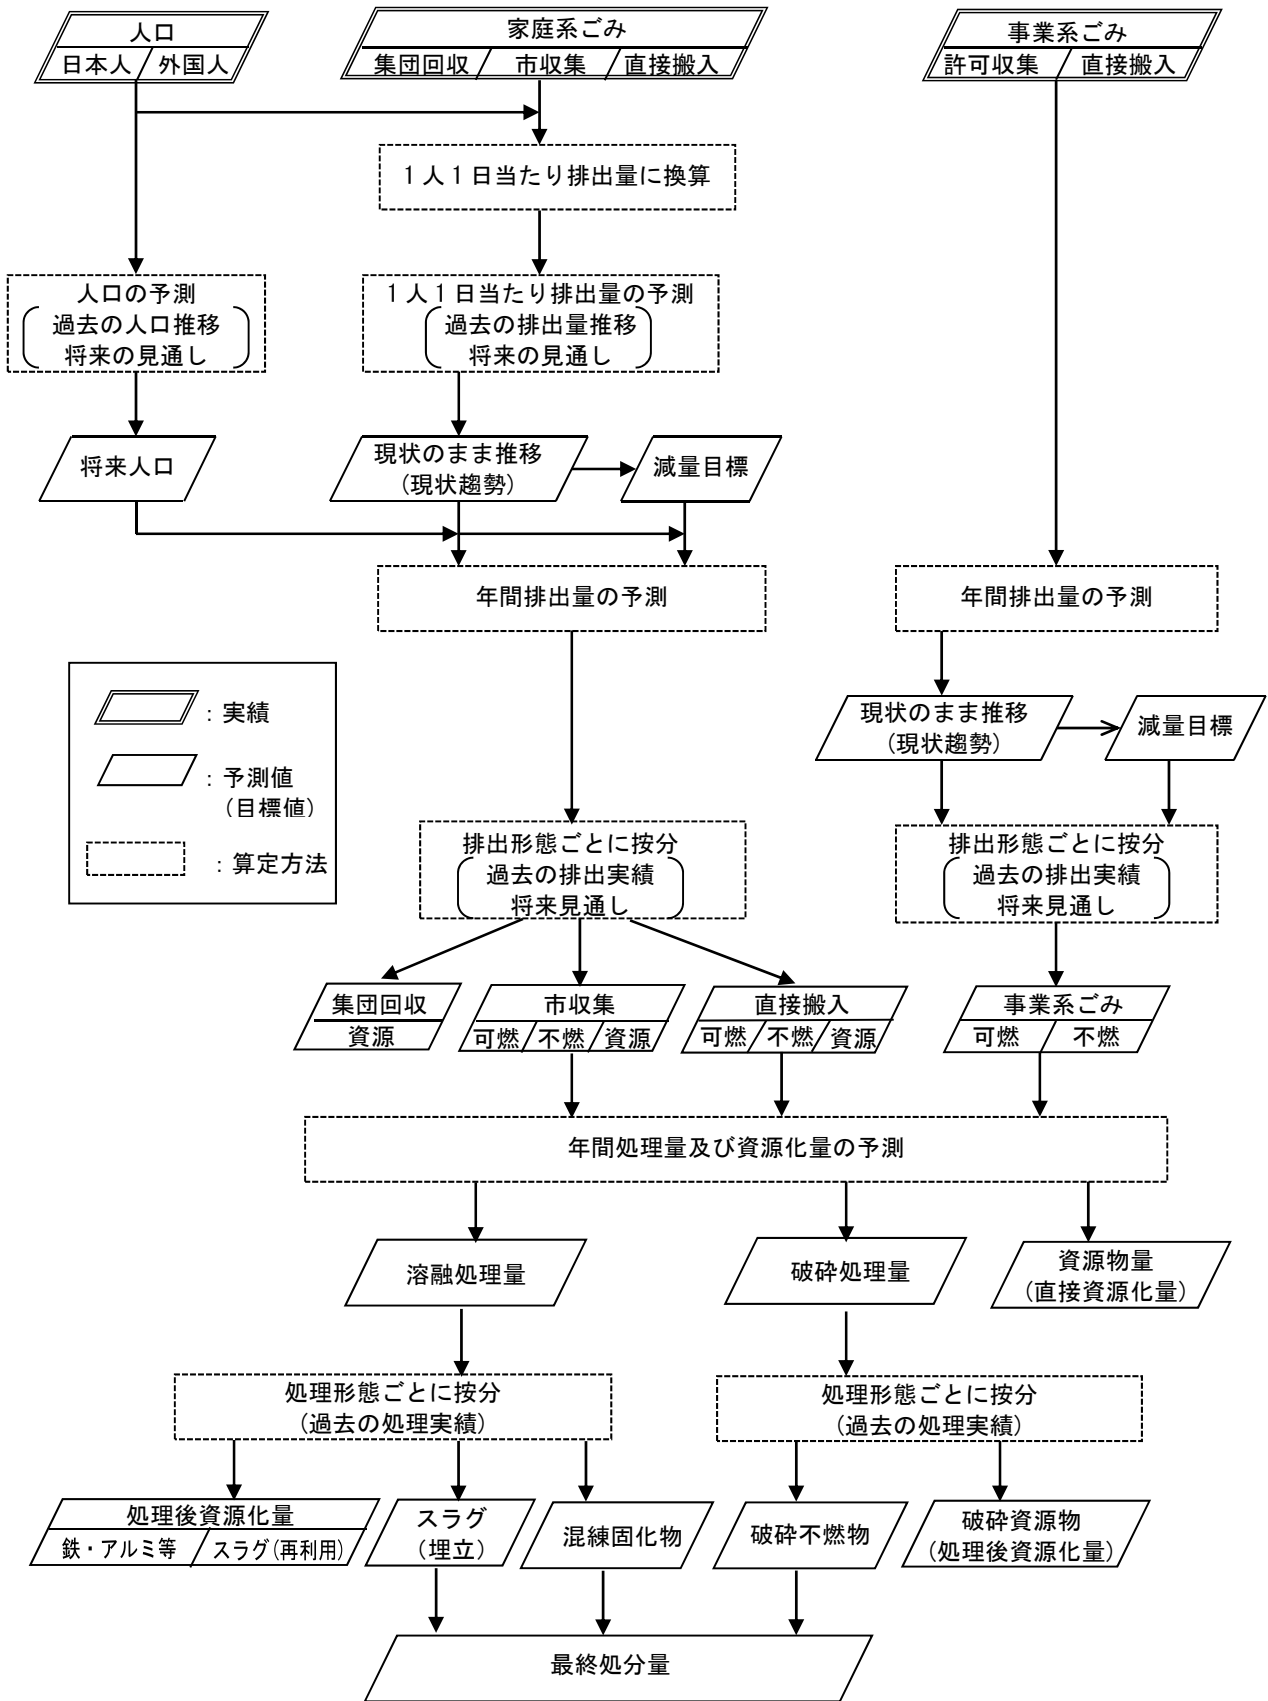 人口
日本人 外国人
家庭系ごみ
集団回収 市収集 直接搬入
事業系ごみ
許可収集 直接搬入
1人1日当たり排出量に換算
人口の予測
過去の人口推移
将来の見通し
1人1日当たり排出量の予測
過去の排出量推移
将来の見通し
将来人口
現状のまま推移
(現状趨勢)
減量目標
年間排出量の予測
年間排出量の予測
:実績
:予測値
(目標値)
:算定方法
現状のまま推移
(現状趨勢)
減量目標
排出形態ごとに按分
過去の排出実績
将来見通し
排出形態ごとに按分
過去の排出実績
将来見通し
集団回収
資源
市収集
可燃 不燃 資源
直接搬入
可燃 不燃 資源
事業系ごみ
可燃 不燃
年間処理量及び資源化量の予測
溶融処理量
破砕処理量
資源物量
(直接資源化量)
処理形態ごとに按分
(過去の処理実績)
処理形態ごとに按分
(過去の処理実績)
処理後資源化量
鉄・アルミ等 スラグ(再利用)
スラグ
(埋立)
混練固化物
破砕不燃物
破砕資源物
(処理後資源化量)
最終処分量